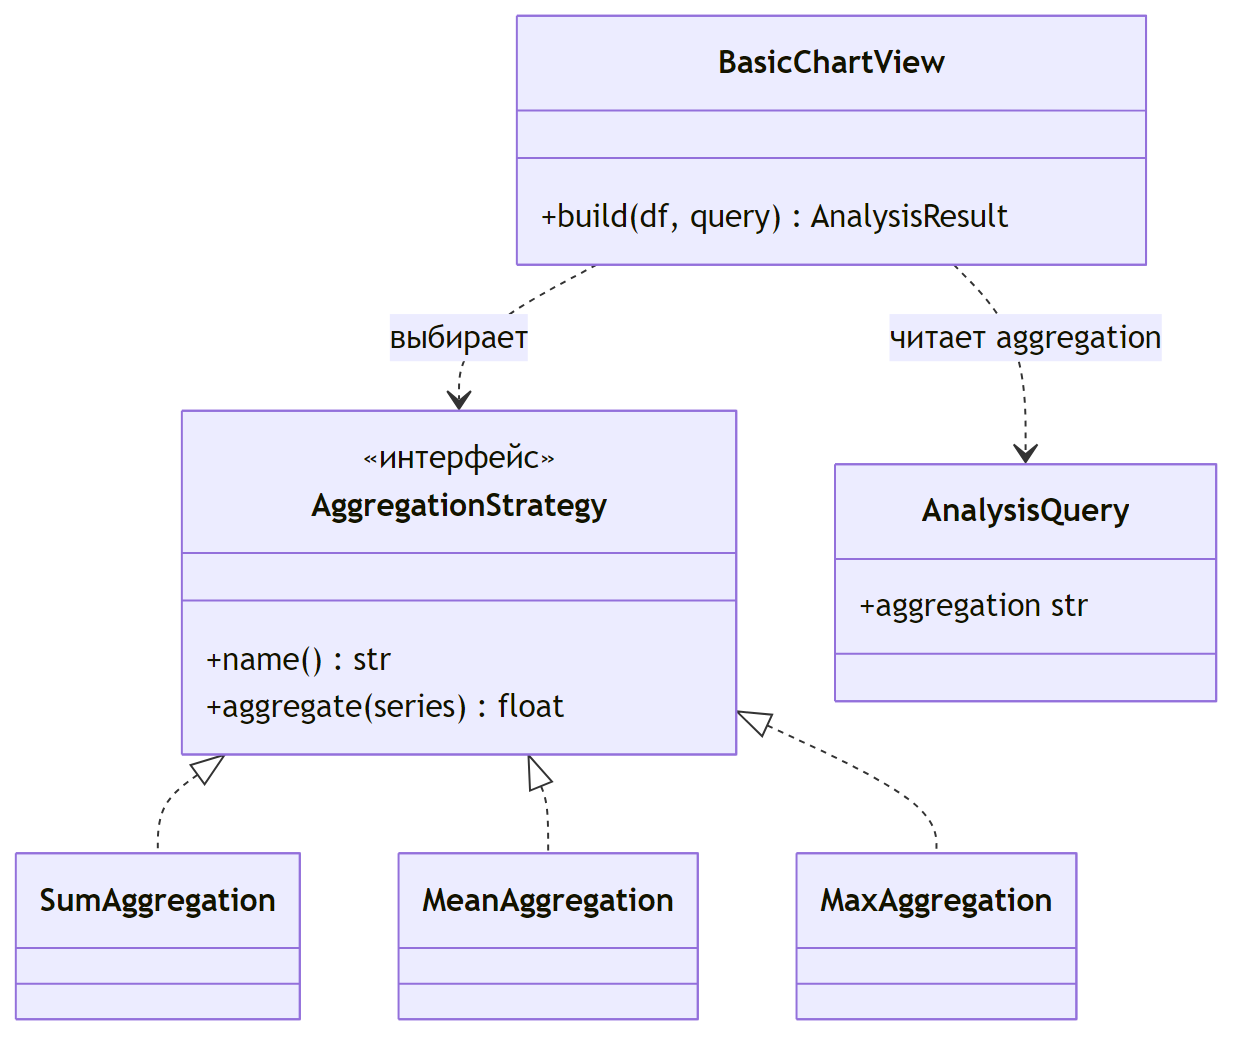 BasicChartView
+build(df, query) : AnalysisResult
выбирает
читает aggregation
«интерфейс»
AggregationStrategy
+name() : str
+aggregate(series) : float
AnalysisQuery
+aggregation str
SumAggregation
MeanAggregation
MaxAggregation